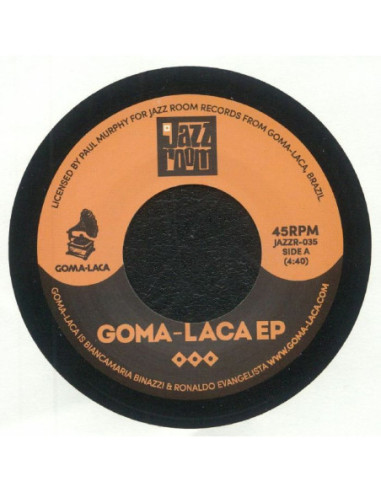 LICENSED BY PAUL MURPHY FOR JAZZ ROOM RECORDS FROM GOMA-LACA, BRAZIL
Jazz
room
GOMA-LACA
45RPM
JAZZR-035
SIDE A
(4:40)
GOMA-LACA EP
GOMA-LACA IS BIANCAMARIA BINAZZI & RONALDO EVANGELISTA WWW.GOMA-LACA.COM